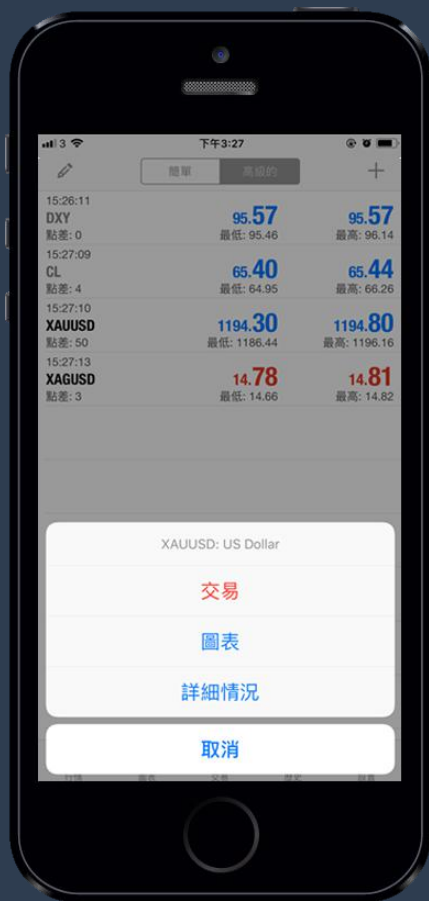 3 下午3:27
簡單 高級的
15:26:11
DXY 95.57 95.57
點差: 0 最低: 95.46 最高: 96.14
15:27:09
CL 65.40 65.44
點差: 4 最低: 64.95 最高: 66.26
15:27:10
XAUUSD 1194.30 1194.80
點差: 50 最低: 1186.44 最高: 1196.16
15:27:13
XAGUSD 14.78 14.81
點差: 3 最低: 14.66 最高: 14.82
XAUUSD: US Dollar
交易
圖表
詳細情況
取消